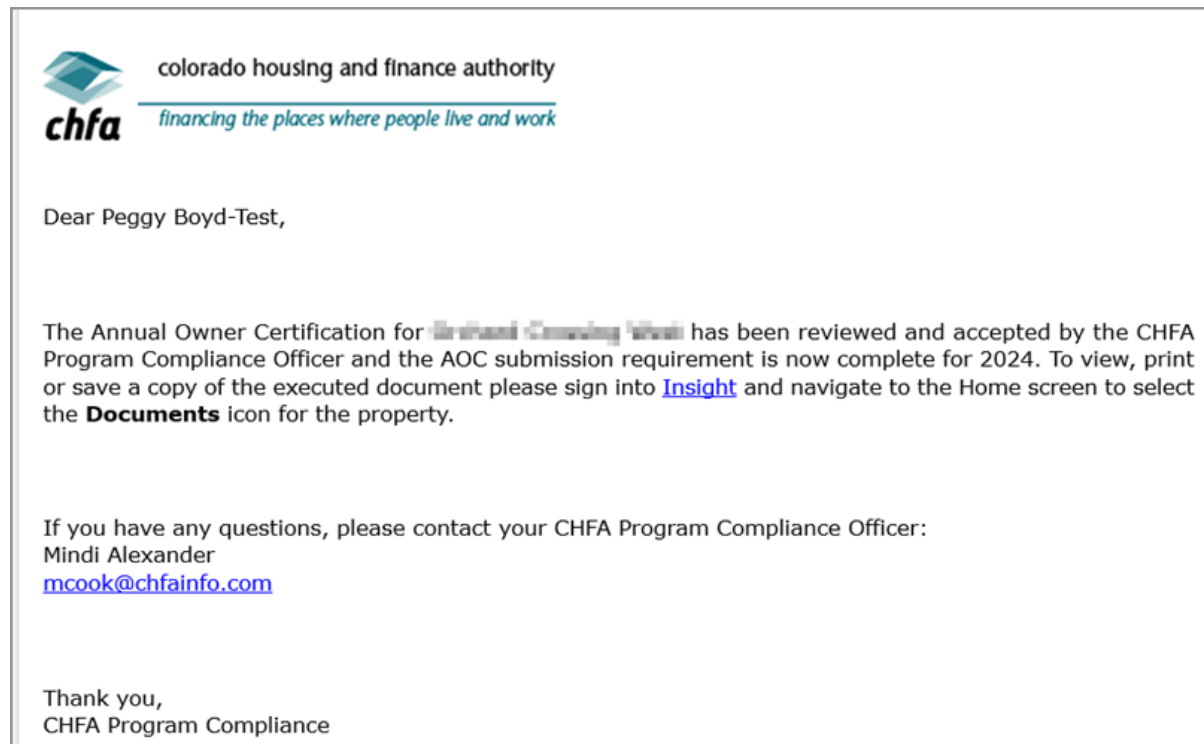 colorado housing and finance authority
chfa
financing the places where people live and work
Dear Peggy Boyd-Test,
The Annual Owner Certification for has been reviewed and accepted by the CHFA
Program Compliance Officer and the AOC submission requirement is now complete for 2024. To view, print
or save a copy of the executed document please sign into Insight and navigate to the Home screen to select
the Documents icon for the property.
If you have any questions, please contact your CHFA Program Compliance Officer:
Mindi Alexander
mcook@chfainfo.com
Thank you,
CHFA Program Compliance